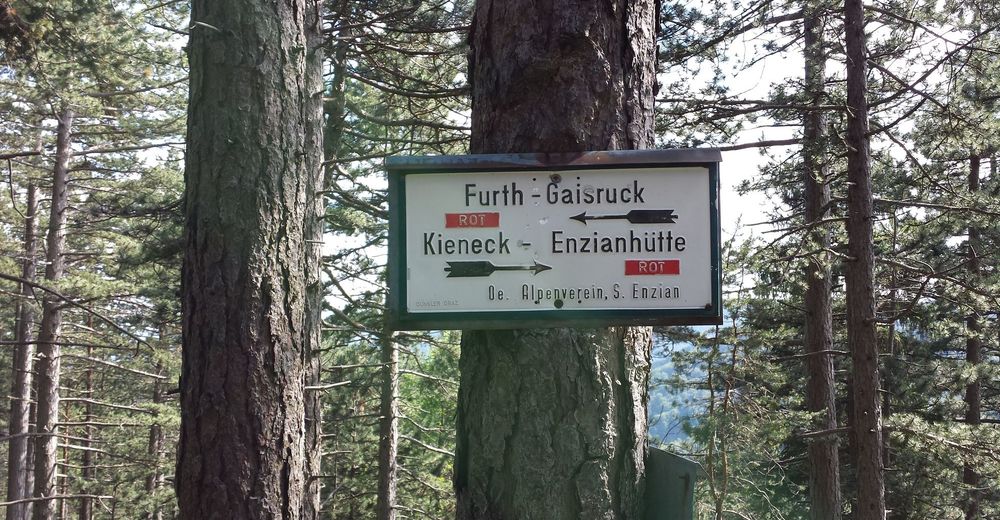 Furth - Gaisruck
ROT
Kieneck - Enzianhütte
ROT
Oe. Alpenverein, S. Enzian